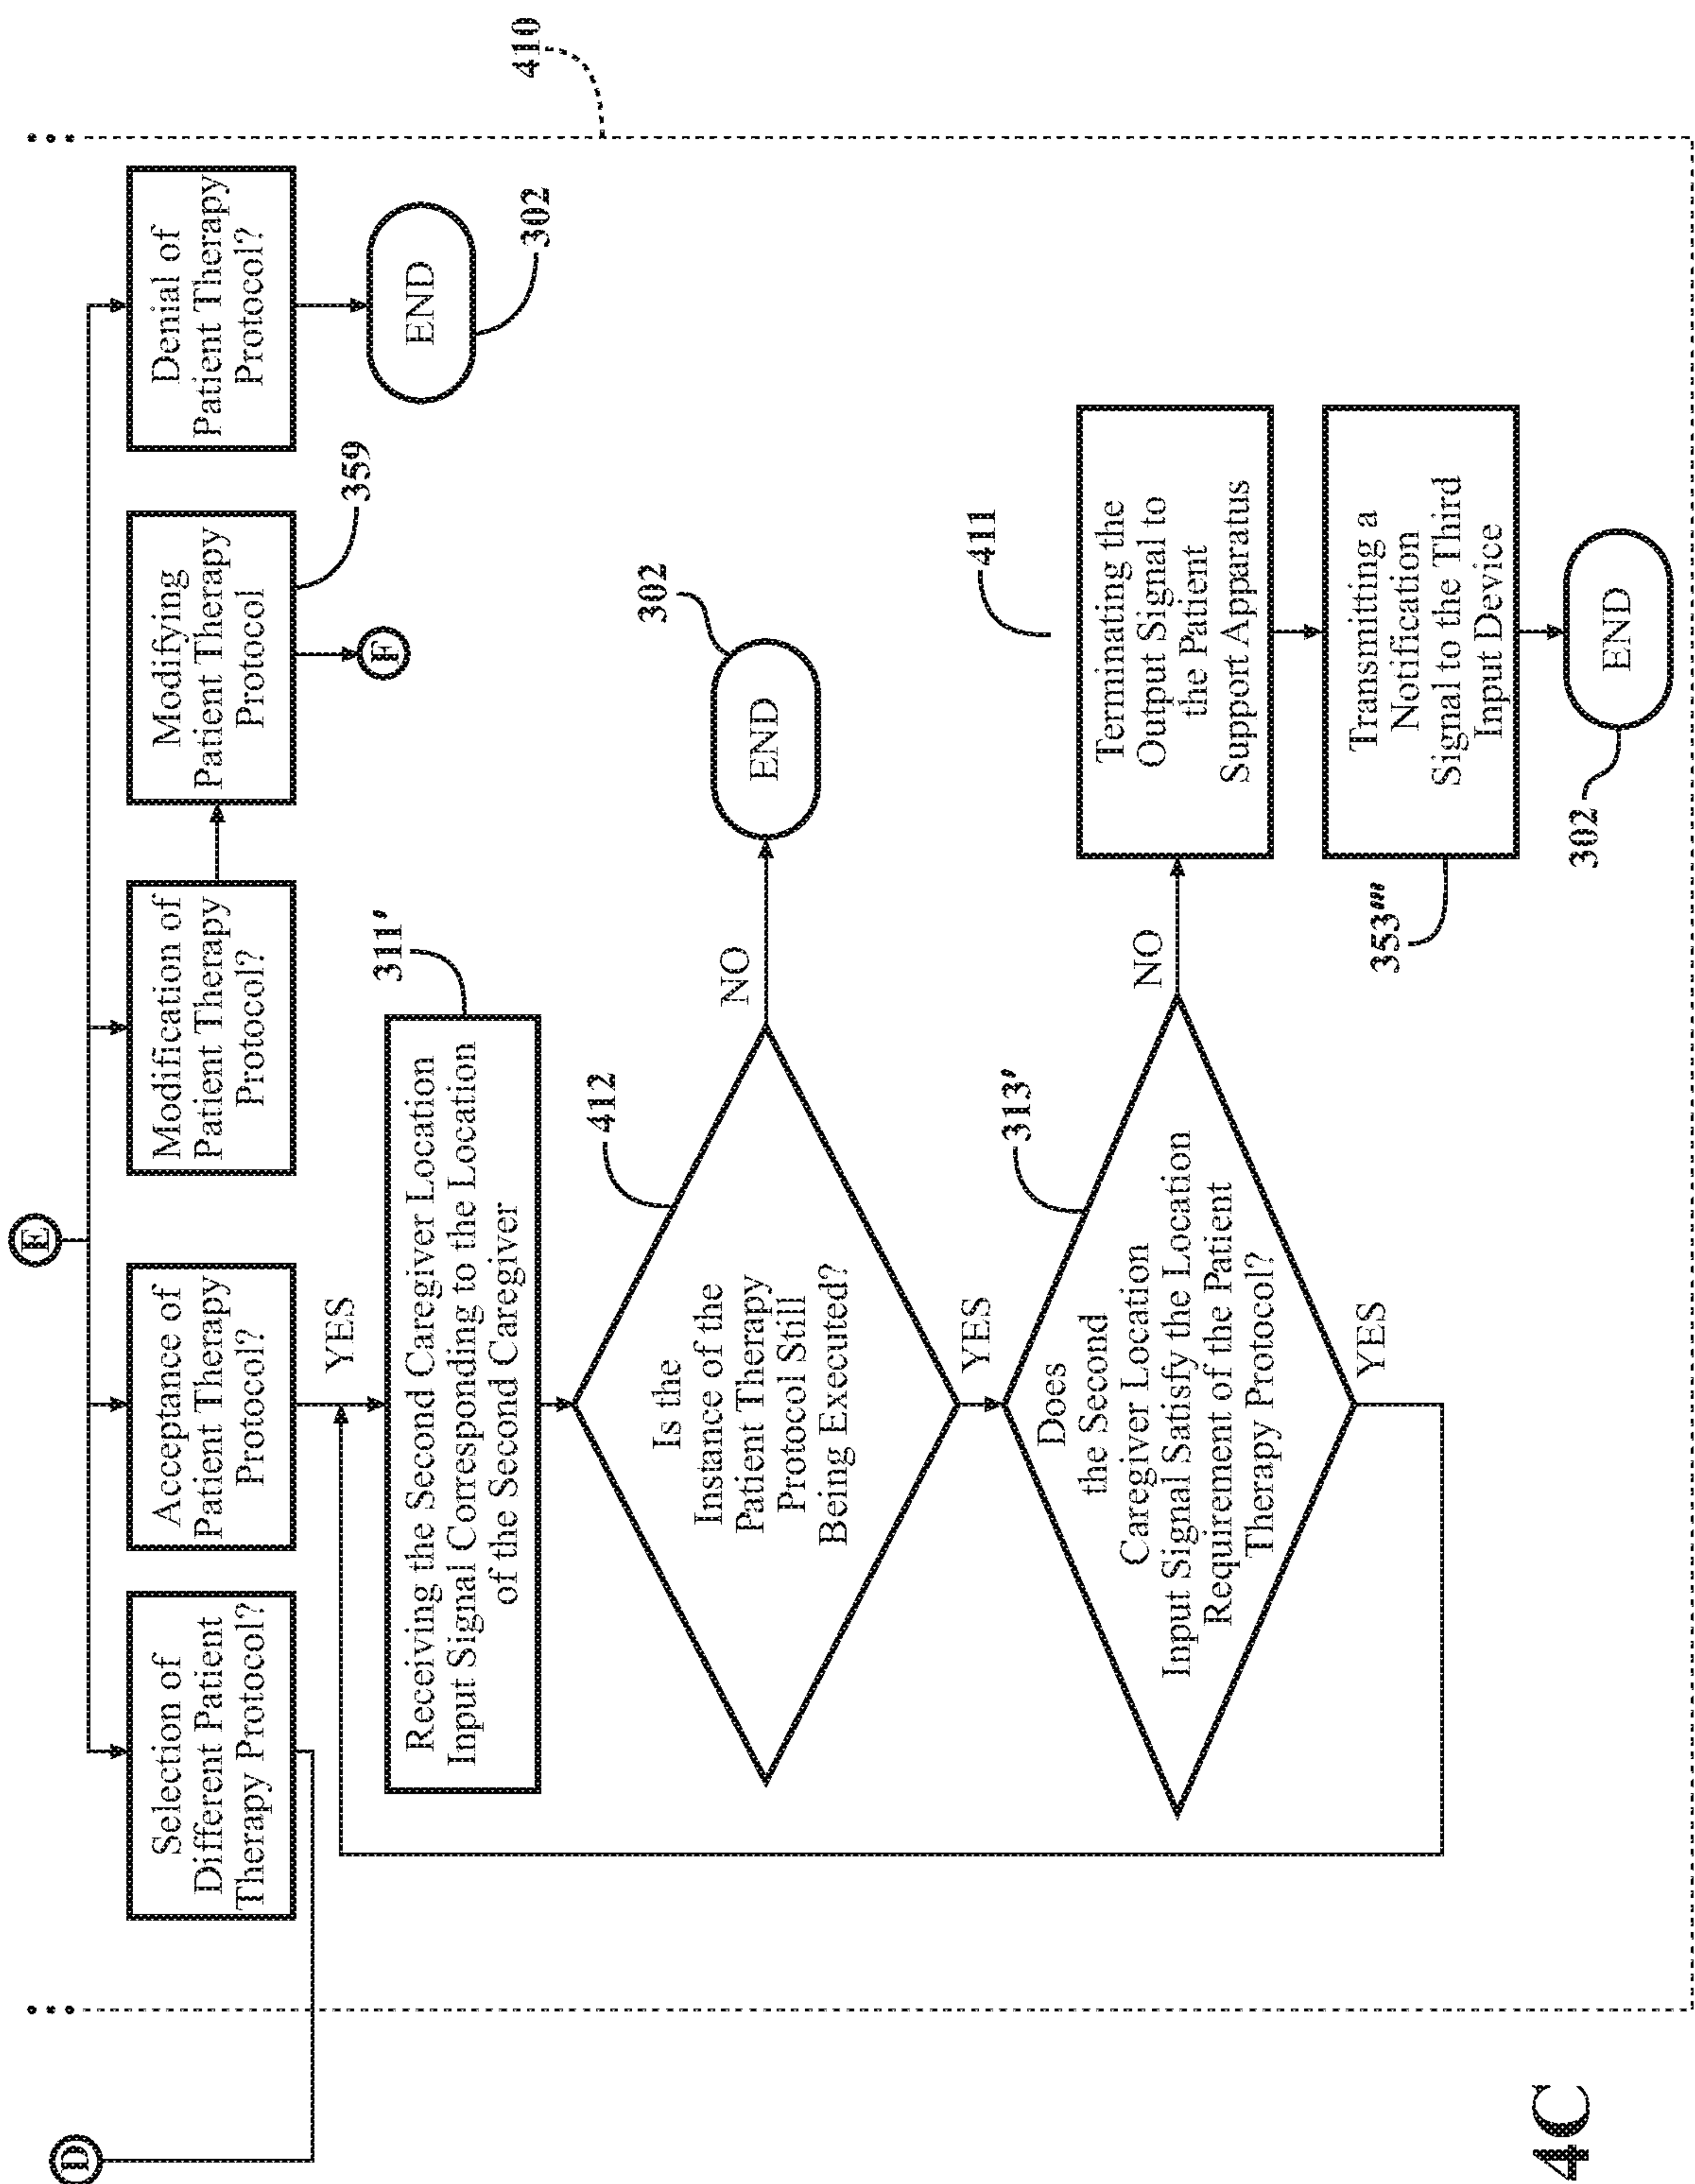 E
D
410
Selection of
Different Patient
Therapy Protocol?
Acceptance of
Patient Therapy
Protocol?
Modification of
Patient Therapy
Protocol?
Modifying
Patient Therapy
Protocol
359
Denial of
Patient Therapy
Protocol?
F
END
302
YES
311'
Receiving the Second Caregiver Location
Input Signal Corresponding to the Location
of the Second Caregiver
412
Is the
Instance of the
Patient Therapy
Protocol Still
Being Executed?
NO
END
302
YES
313'
Does
the Second
Caregiver Location
Input Signal Satisfy the Location
Requirement of the Patient
Therapy Protocol?
NO
411
Terminating the
Output Signal to
the Patient
Support Apparatus
YES
353'''
Transmitting a
Notification
Signal to the Third
Input Device
302
END
4C